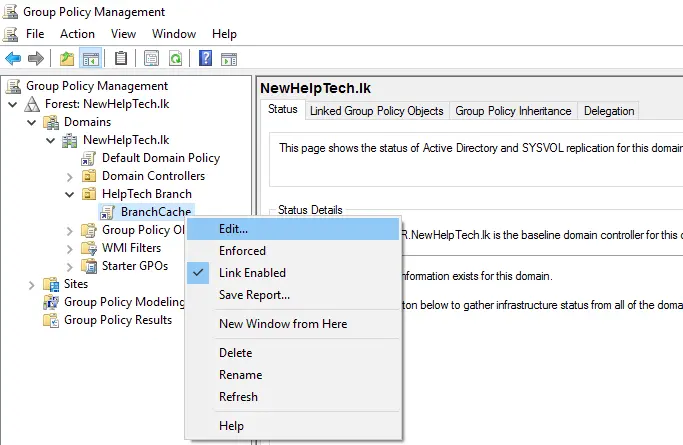 Group Policy Management
File Action View Window Help
Group Policy Management
Forest: NewHelpTech.lk
Domains
NewHelpTech.lk
Default Domain Policy
Domain Controllers
HelpTech Branch
BranchCache
Group Policy Ol
WMI Filters
Starter GPOs
Sites
Group Policy Modeling
Group Policy Results
NewHelpTech.lk
Status Linked Group Policy Objects Group Policy Inheritance Delegation
This page shows the status of Active Directory and SYSVOL replication for this domain
Status Details
R.NewHelpTech.lk is the baseline domain controller for this
nformation exists for this domain.
ton below to gather infrastructure status from all of the doma
Edit...
Enforced
Link Enabled
Save Report...
New Window from Here
Delete
Rename
Refresh
Help